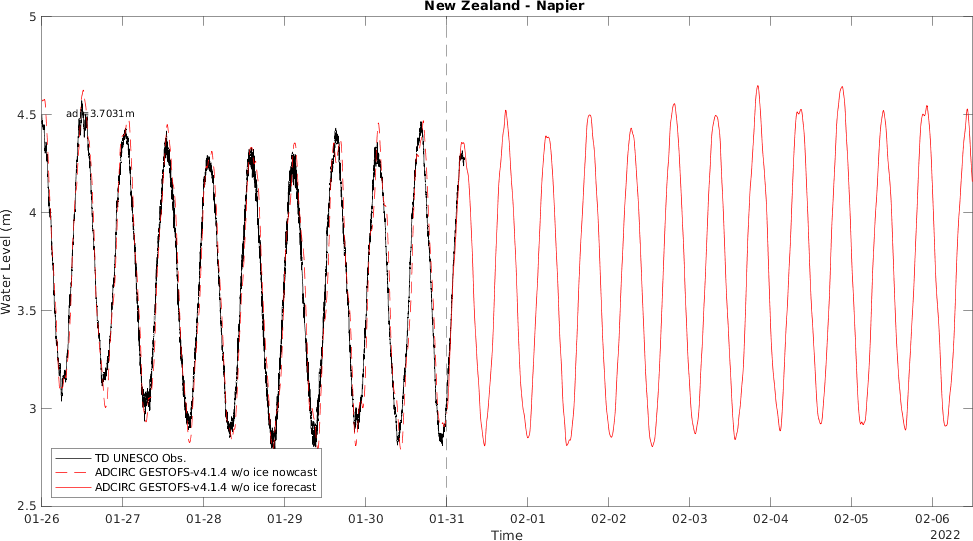 New Zealand - Napier
5
4.5
4
3.5
3
2.5
Water Level (m)
adj=3.7031m
TD UNESCO Obs.
ADCIRC GESTOFS-v4.1.4 w/o ice nowcast
ADCIRC GESTOFS-v4.1.4 w/o ice forecast
01-26 01-27 01-28 01-29 01-30 01-31 02-01 02-02 02-03 02-04 02-05 02-06
Time
2022